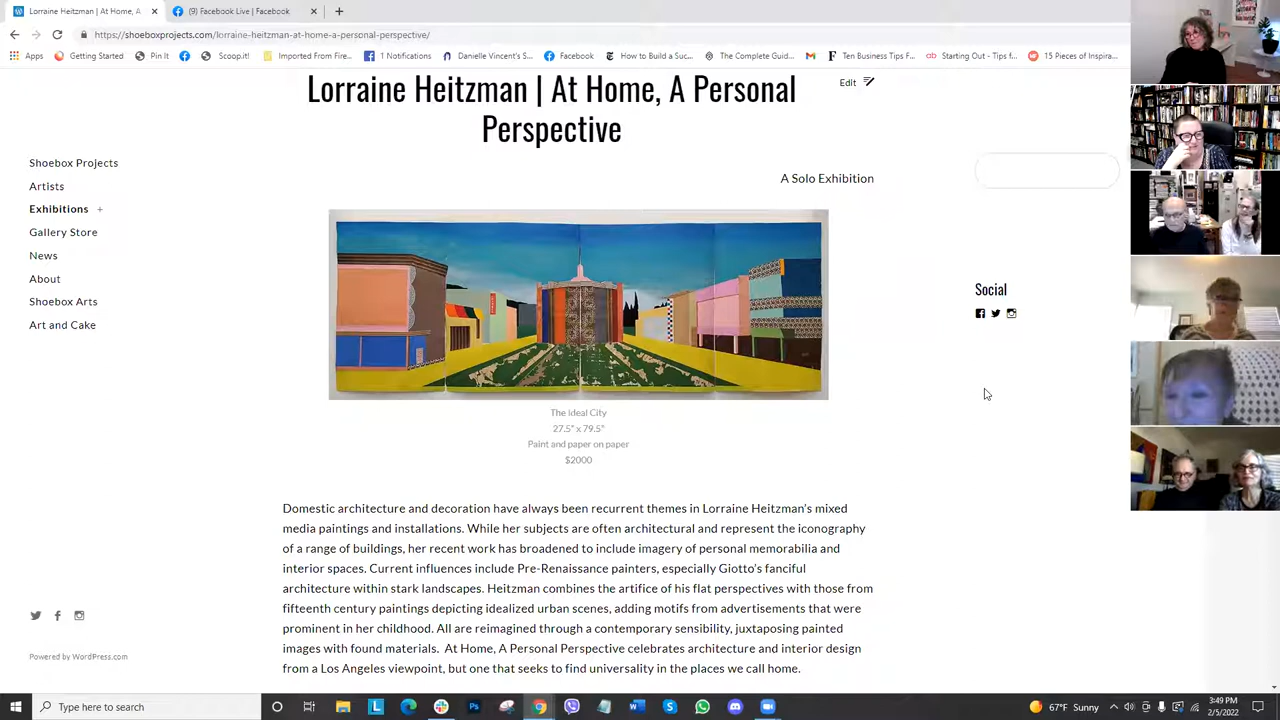 Lorraine Heitzman | At Home, A
(9) Facebook Live | Facebook
https://shoeboxprojects.com/lorraine-heitzman-at-home-a-personal-perspective/
Apps
Getting Started
Pin It
Scoop.it!
Imported From Fire...
1 Notifications
Danielle Vincent's S...
Facebook
How to Build a Suc...
The Complete Guid...
Ten Business Tips F...
Starting Out - Tips f...
15 Pieces of Inspira...
Lorraine Heitzman | At Home, A Personal
Perspective
Edit
A Solo Exhibition
Shoebox Projects
Artists
Exhibitions +
Gallery Store
News
About
Shoebox Arts
Art and Cake
Social
The Ideal City
27.5" x 79.5"
Paint and paper on paper
$2000
Domestic architecture and decoration have always been recurrent themes in Lorraine Heitzman's mixed
media paintings and installations. While her subjects are often architectural and represent the iconography
of a range of buildings, her recent work has broadened to include imagery of personal memorabilia and
interior spaces. Current influences include Pre-Renaissance painters, especially Giotto's fanciful
architecture within stark landscapes. Heitzman combines the artifice of his flat perspectives with those from
fifteenth century paintings depicting idealized urban scenes, adding motifs from advertisements that were
prominent in her childhood. All are reimagined through a contemporary sensibility, juxtaposing painted
images with found materials. At Home, A Personal Perspective celebrates architecture and interior design
from a Los Angeles viewpoint, but one that seeks to find universality in the places we call home.
Powered by WordPress.com
Type here to search
67°F Sunny
3:49 PM
2/5/2022